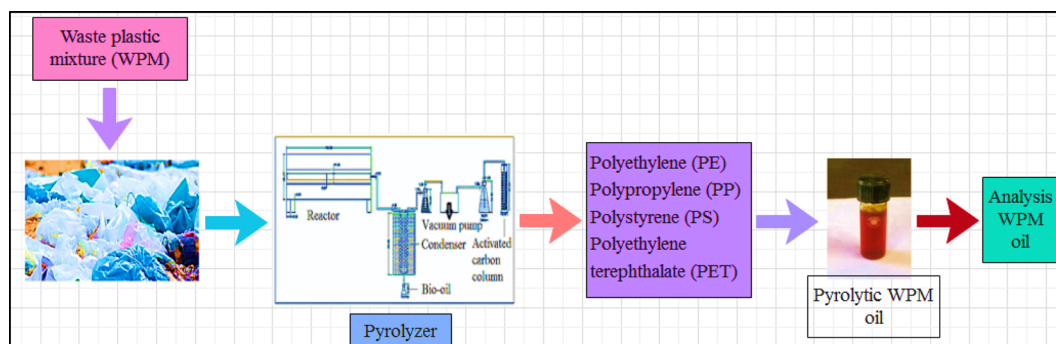 Waste plastic
mixture (WPM)
Reactor
Vacuum pump
Condenser
Activated
carbon
column
Bio-oil
Pyrolyzer
Polyethylene (PE)
Polypropylene (PP)
Polystyrene (PS)
Polyethylene
terephthalate (PET)
Pyrolytic WPM
oil
Analysis
WPM
oil